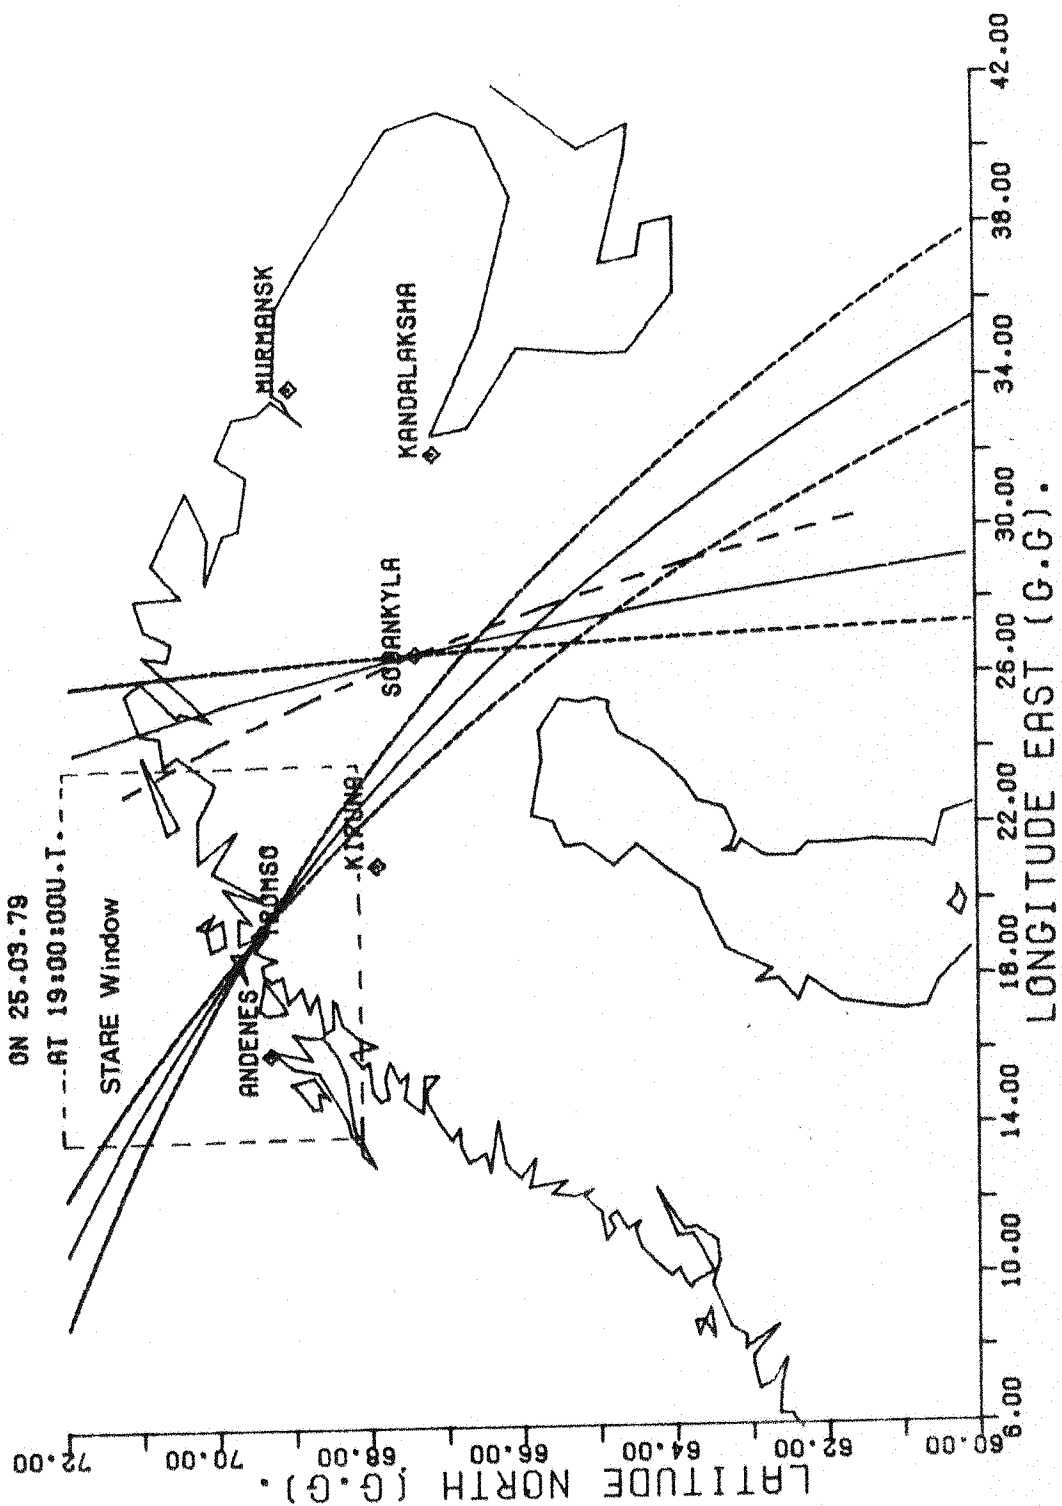 ON 25.03.79
AT 19:00:00U.T.
STARE Window
MURMANSK
KANDALAKSHA
SODANKYLA
KIRUNA
TROMSO
ANDENES
72.00
70.00
68.00
66.00
64.00
62.00
60.00
LATITUDE NORTH (G.G).
6.00
10.00
14.00
18.00
22.00
26.00
30.00
34.00
38.00
42.00
LONGITUDE EAST (G.G).